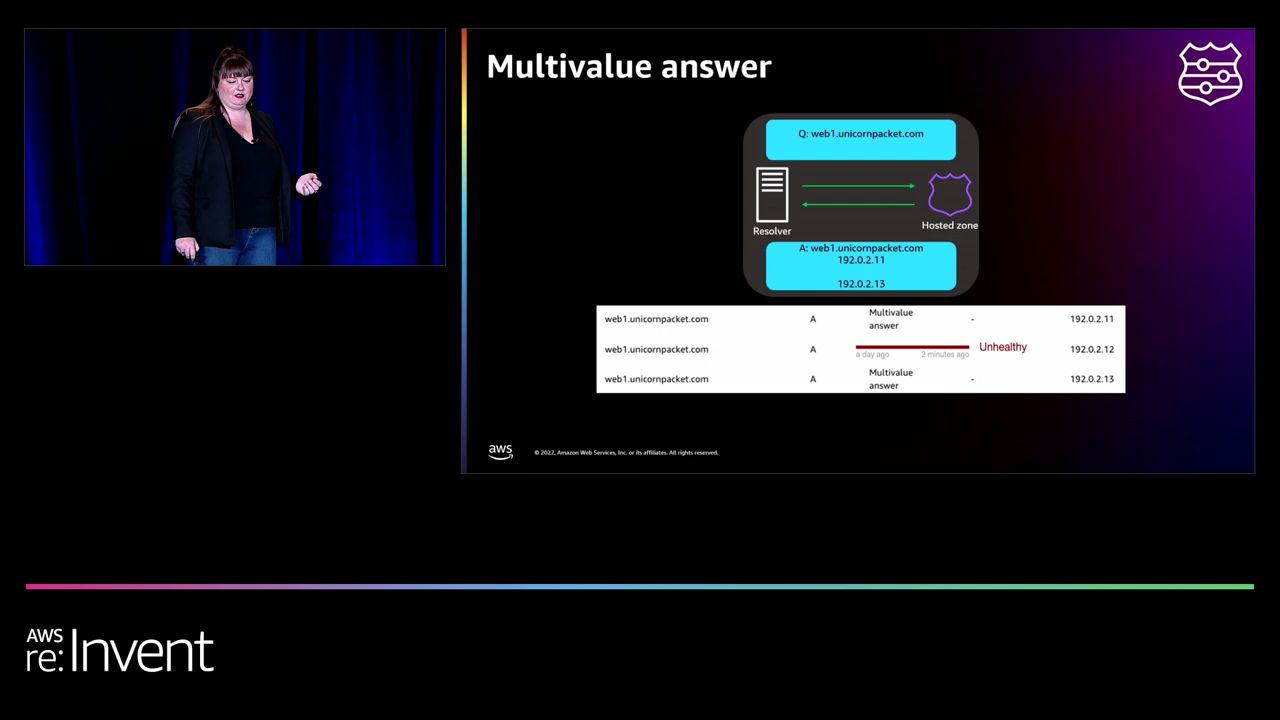 Multivalue answer
Q: web1.unicornpacket.com
Resolver
Hosted zone
A: web1.unicornpacket.com
192.0.2.11
192.0.2.13
web1.unicornpacket.com A Multivalue answer - 192.0.2.11
web1.unicornpacket.com A a day ago 2 minutes ago Unhealthy 192.0.2.12
web1.unicornpacket.com A Multivalue answer - 192.0.2.13
aws
© 2022, Amazon Web Services, Inc. or its affiliates. All rights reserved.
AWS
re:Invent